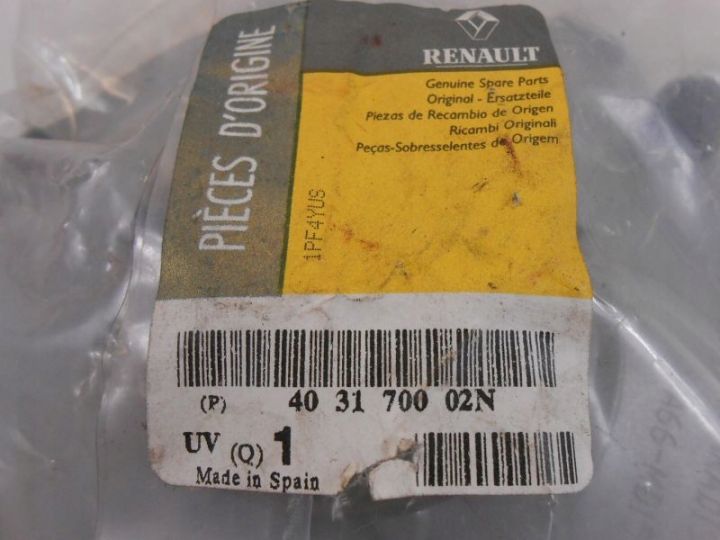 RENAULT
Genuine Spare Parts
Original - Ersatzteile
Piezas de Recambio de Origen
Ricambi Originali
Peças-Sobresselentes de Origem
PIÈCES D'ORIGINE
1PF4YUS
(P) 40 31 700 02N
UV (Q) 1
Made in Spain